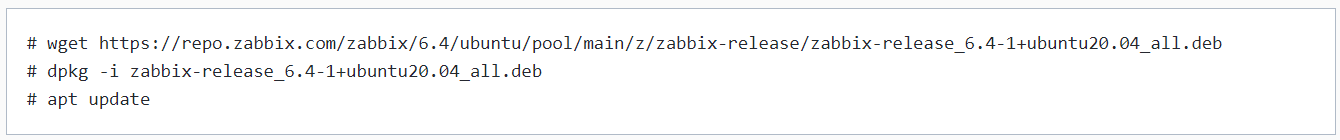 # wget https://repo.zabbix.com/zabbix/6.4/ubuntu/pool/main/z/zabbix-release/zabbix-release_6.4-1+ubuntu20.04_all.deb
# dpkg -i zabbix-release_6.4-1+ubuntu20.04_all.deb
# apt update